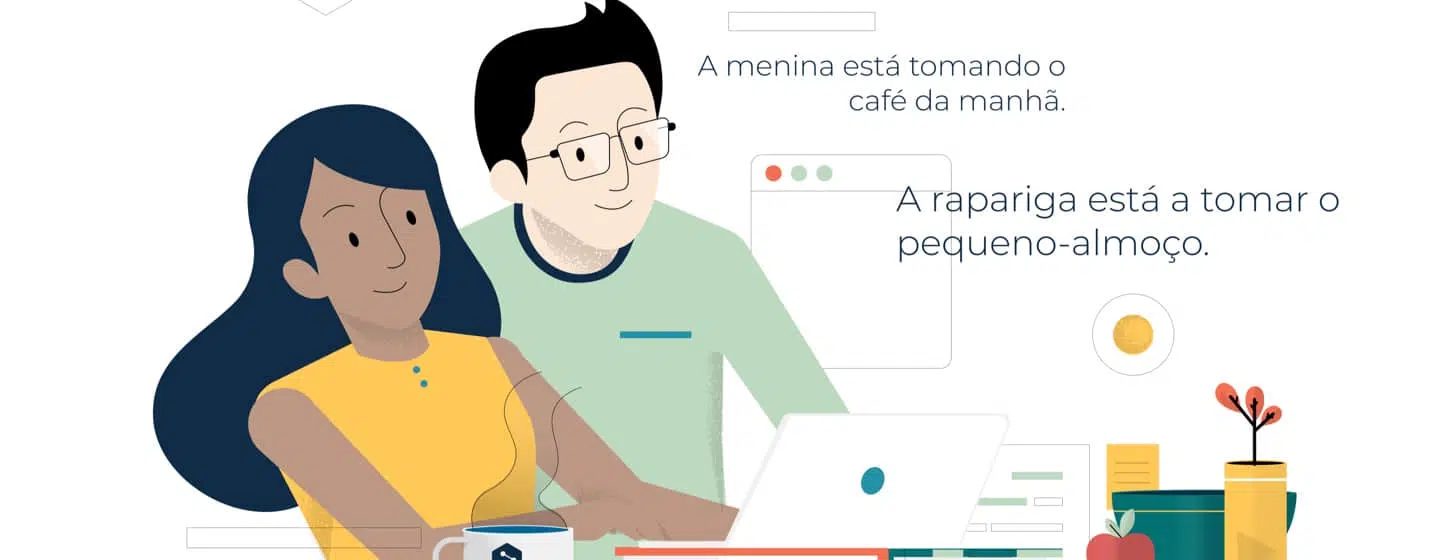 A menina está tomando o
café da manhã.
A rapariga está a tomar o
pequeno-almoço.